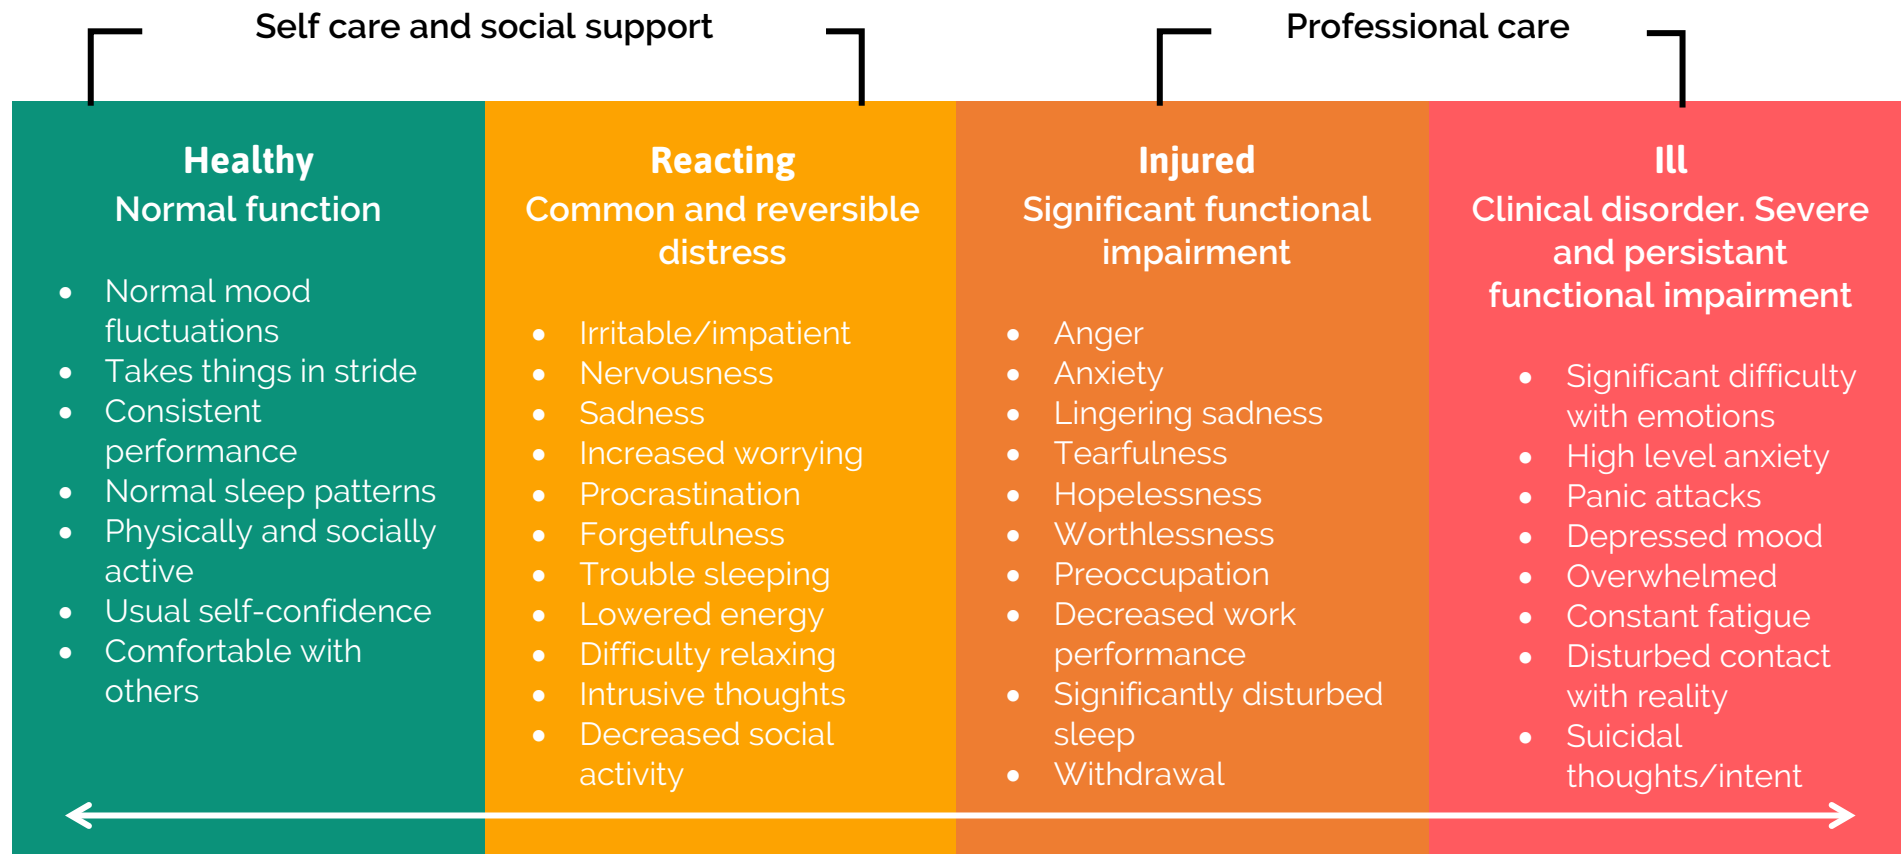 Self care and social support
Professional care
Healthy
Normal function
• Normal mood
fluctuations
• Takes things in stride
• Consistent
performance
• Normal sleep patterns
• Physically and socially
active
• Usual self-confidence
• Comfortable with
others
Reacting
Common and reversible
distress
• Irritable/impatient
• Nervousness
• Sadness
• Increased worrying
• Procrastination
• Forgetfulness
• Trouble sleeping
• Lowered energy
• Difficulty relaxing
• Intrusive thoughts
• Decreased social
activity
Injured
Significant functional
impairment
• Anger
• Anxiety
• Lingering sadness
• Tearfulness
• Hopelessness
• Worthlessness
• Preoccupation
• Decreased work
performance
• Significantly disturbed
sleep
• Withdrawal
Ill
Clinical disorder. Severe
and persistant
functional impairment
• Significant difficulty
with emotions
• High level anxiety
• Panic attacks
• Depressed mood
• Overwhelmed
• Constant fatigue
• Disturbed contact
with reality
• Suicidal
thoughts/intent